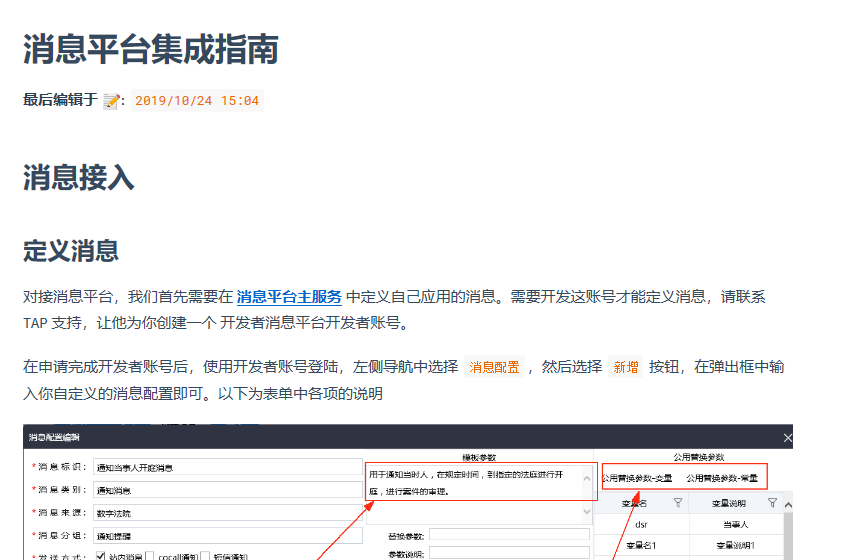 消息平台集成指南
最后编辑于 📝: 2019/10/24 15:04
消息接入
定义消息
对接消息平台，我们首先需要在 消息平台主服务 中定义自己应用的消息。需要开发这账号才能定义消息，请联系
TAP 支持，让他为你创建一个 开发者消息平台开发者账号。
在申请完成开发者账号后，使用开发者账号登陆，左侧导航中选择 消息配置 ，然后选择 新增 按钮，在弹出框中输
入你自定义的消息配置即可。以下为表单中各项的说明
消息配置编辑
*消息标识： 通知当事人开庭消息
*消息类别： 通知消息
*消息来源： 数字法院
*消息分组： 通知提醒
*发送方式： 站内消息 cocall通知 短信通知
模板参数
用于通知当时人，在规定时间，到指定的法庭进行开
庭，进行案件的审理。
替换参数:
参数说明:
公用替换参数
公用替换参数-变量 公用替换参数-常量
变量名 变量说明
dsr 当事人
变量名1 变量说明1